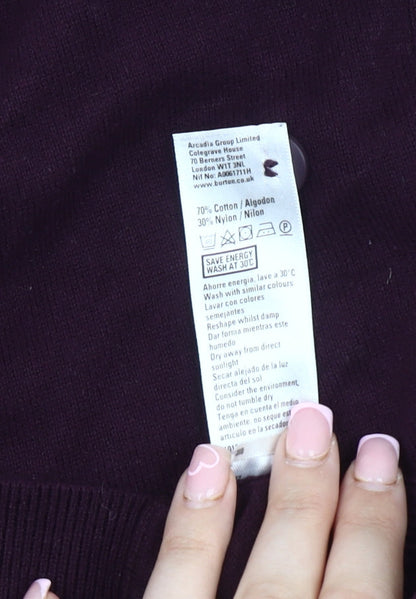 Arcadia Group Limited
Colegrave House
70 Berners Street
London W1T 3NL
Nif No: A0061711H
www.burton.co.uk
70% Cotton / Algodon
30% Nylon / Nilon
P
SAVE ENERGY
WASH AT 30°C
Ahorre energia, lave a 30°C
Wash with similar colours
Lavar con colores
semejantes
Reshape whilst damp
Dar forma mientras este
humedo
Dry away from direct
sunlight
Secar alejado de la luz
directa del sol
Consider the environment,
do not tumble dry
Tenga en cuenta el medio
ambiente, no seque este
articulo en la secadora